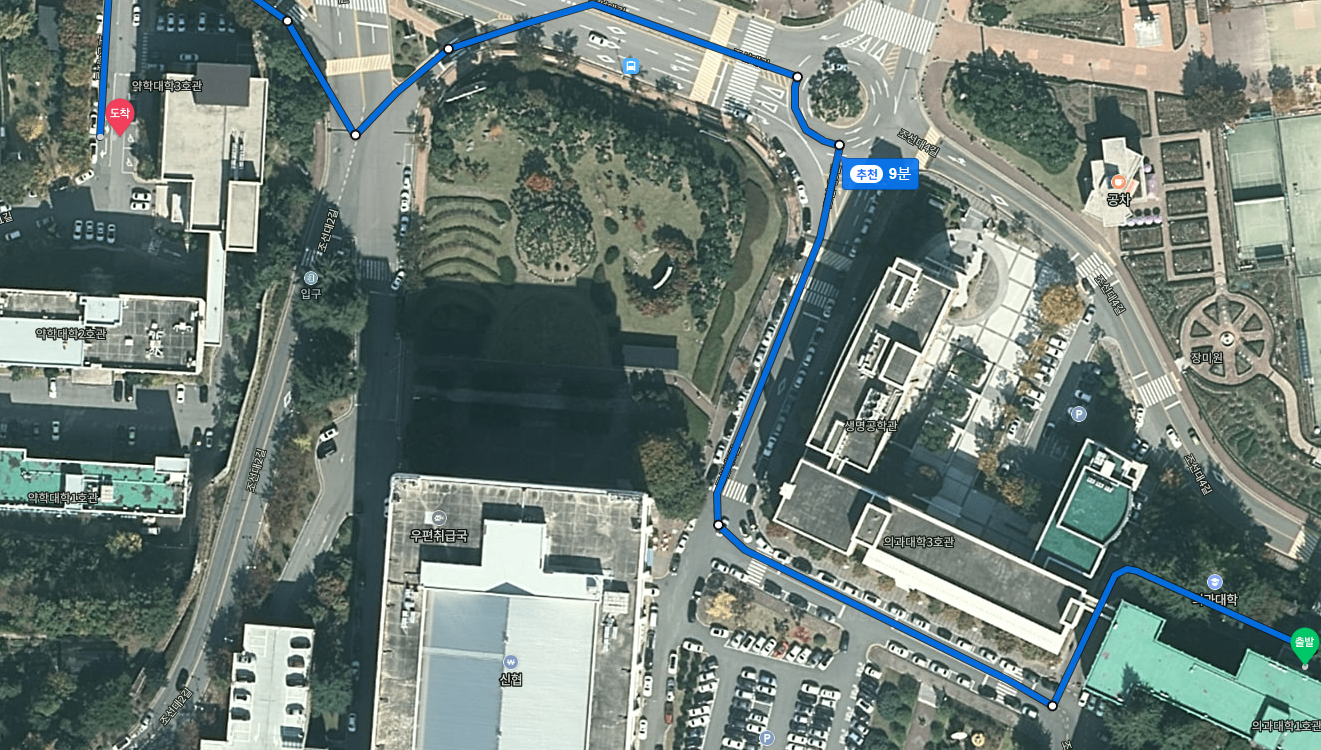 약학대학3호관
도착
조선대4길
추천 9분
공차
조선대2길
입구
조선대4길
약학대학2호관
장미원
생명공학관
조선대2길
조선대4길
약학대학1호관
우편취급국
의과대학3호관
의과대학
출발
신협
조선대2길
의과대학1호관
P
P